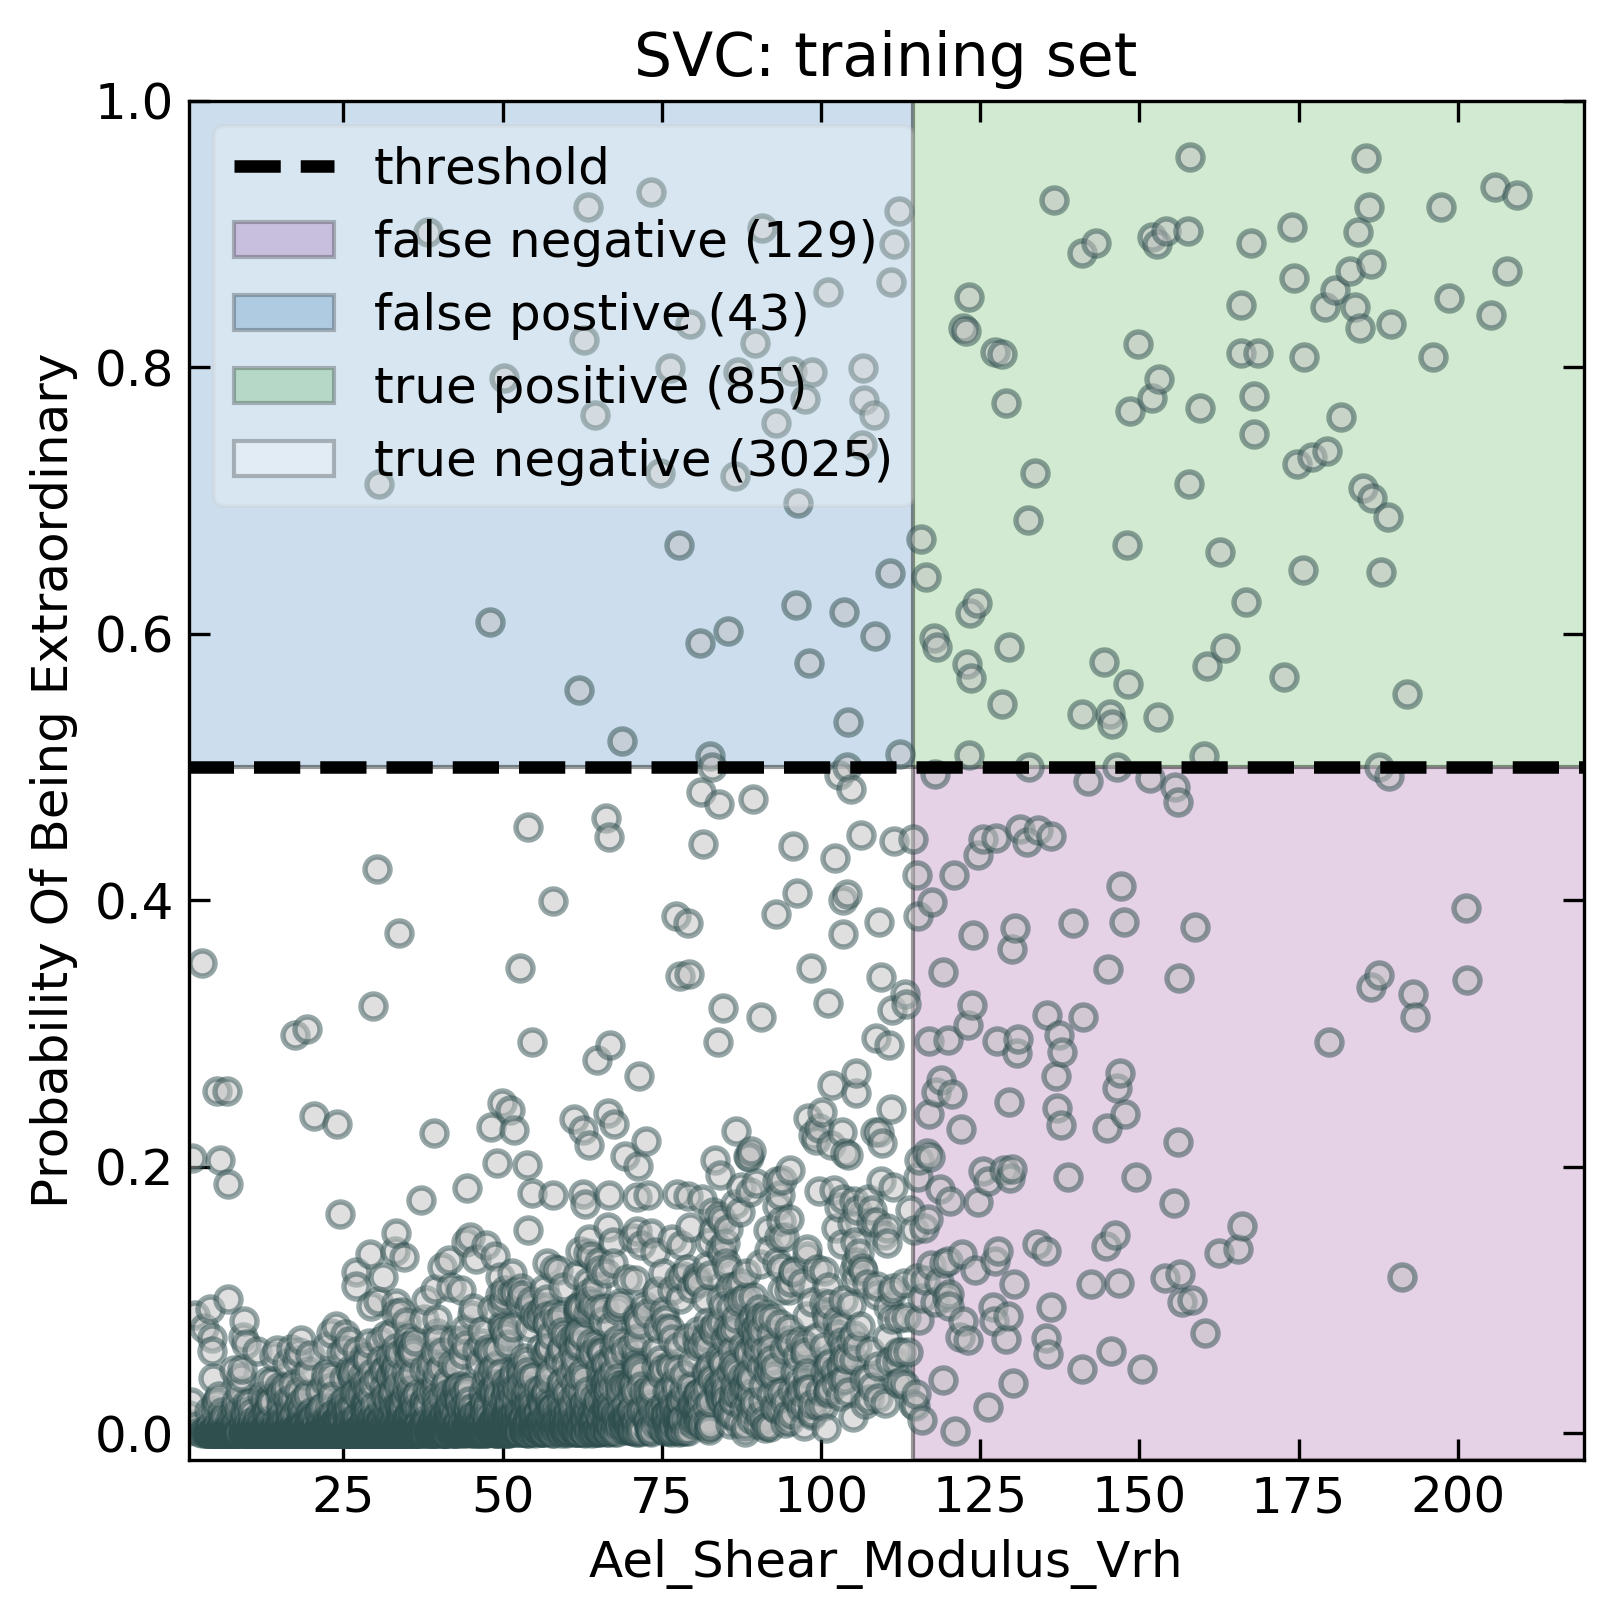 SVC: training set
1.0
0.8
0.6
0.4
0.2
0.0
Probability Of Being Extraordinary
threshold
false negative (129)
false postive (43)
true positive (85)
true negative (3025)
25 50 75 100 125 150 175 200
Ael_Shear_Modulus_Vrh